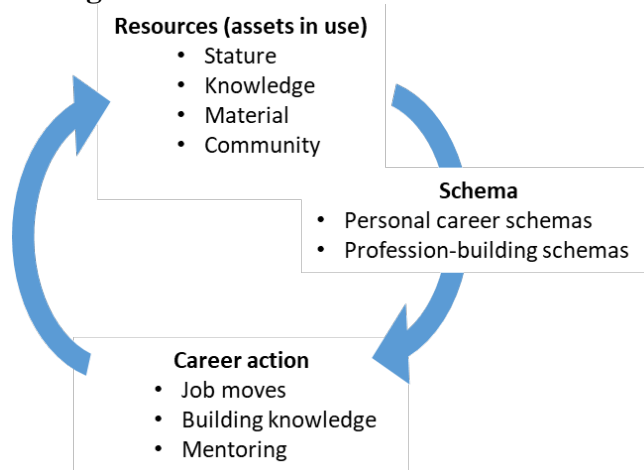 Resources (assets in use)
• Stature
• Knowledge
• Material
• Community
Schema
• Personal career schemas
• Profession-building schemas
Career action
• Job moves
• Building knowledge
• Mentoring